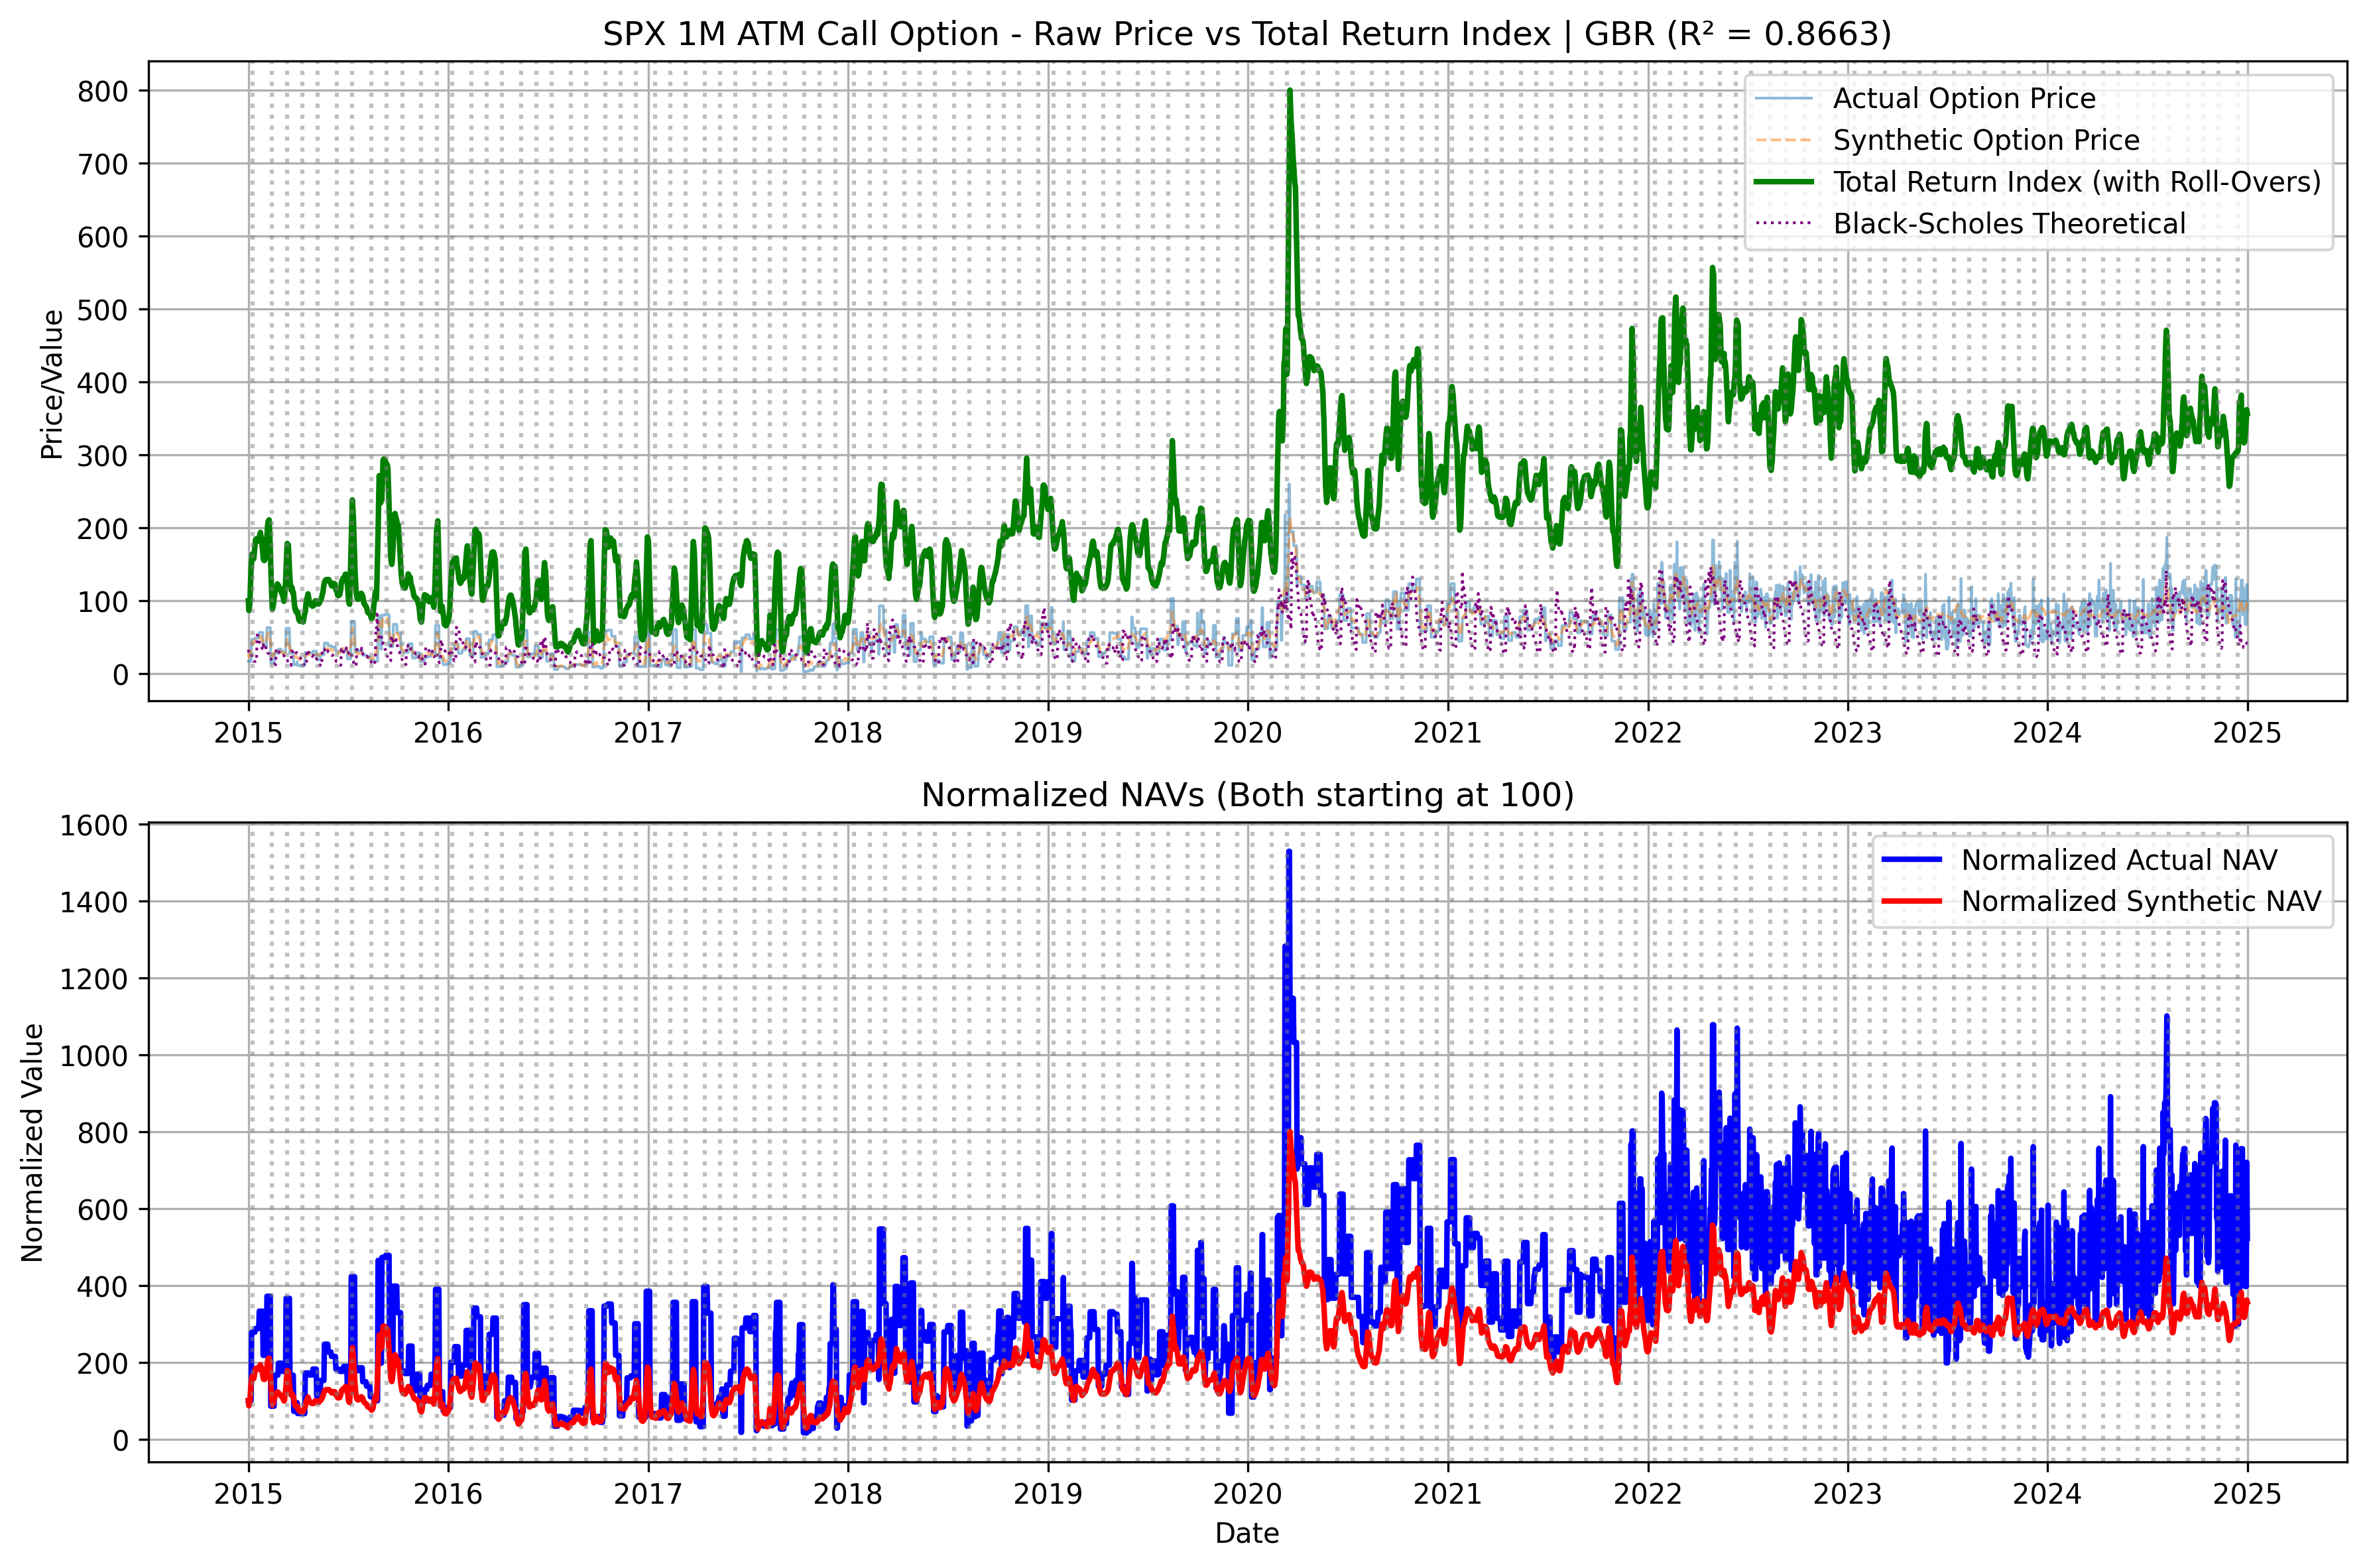 SPX 1M ATM Call Option - Raw Price vs Total Return Index | GBR (R² = 0.8663)
800
700
600
500
400
300
200
100
0
Price/Value
Actual Option Price
Synthetic Option Price
Total Return Index (with Roll-Overs)
Black-Scholes Theoretical
2015 2016 2017 2018 2019 2020 2021 2022 2023 2024 2025
Normalized NAVs (Both starting at 100)
1600
1400
1200
1000
800
600
400
200
0
Normalized Value
Normalized Actual NAV
Normalized Synthetic NAV
2015 2016 2017 2018 2019 2020 2021 2022 2023 2024 2025
Date